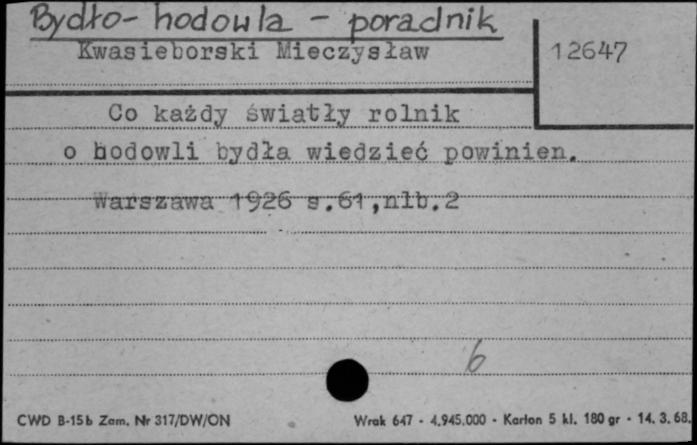 Bydło - hodowla - poradnik
Kwasieborski Mieczysław
12647
Co każdy światły rolnik
o hodowli bydła wiedzieć powinien.
Warszawa 1926 s.61,nlb.2
6
CWD B-15b Zam. Nr 317/DW/ON
Wrak 647 - 4.945.000 - Karton 5 kl. 180 gr - 14. 3. 68.